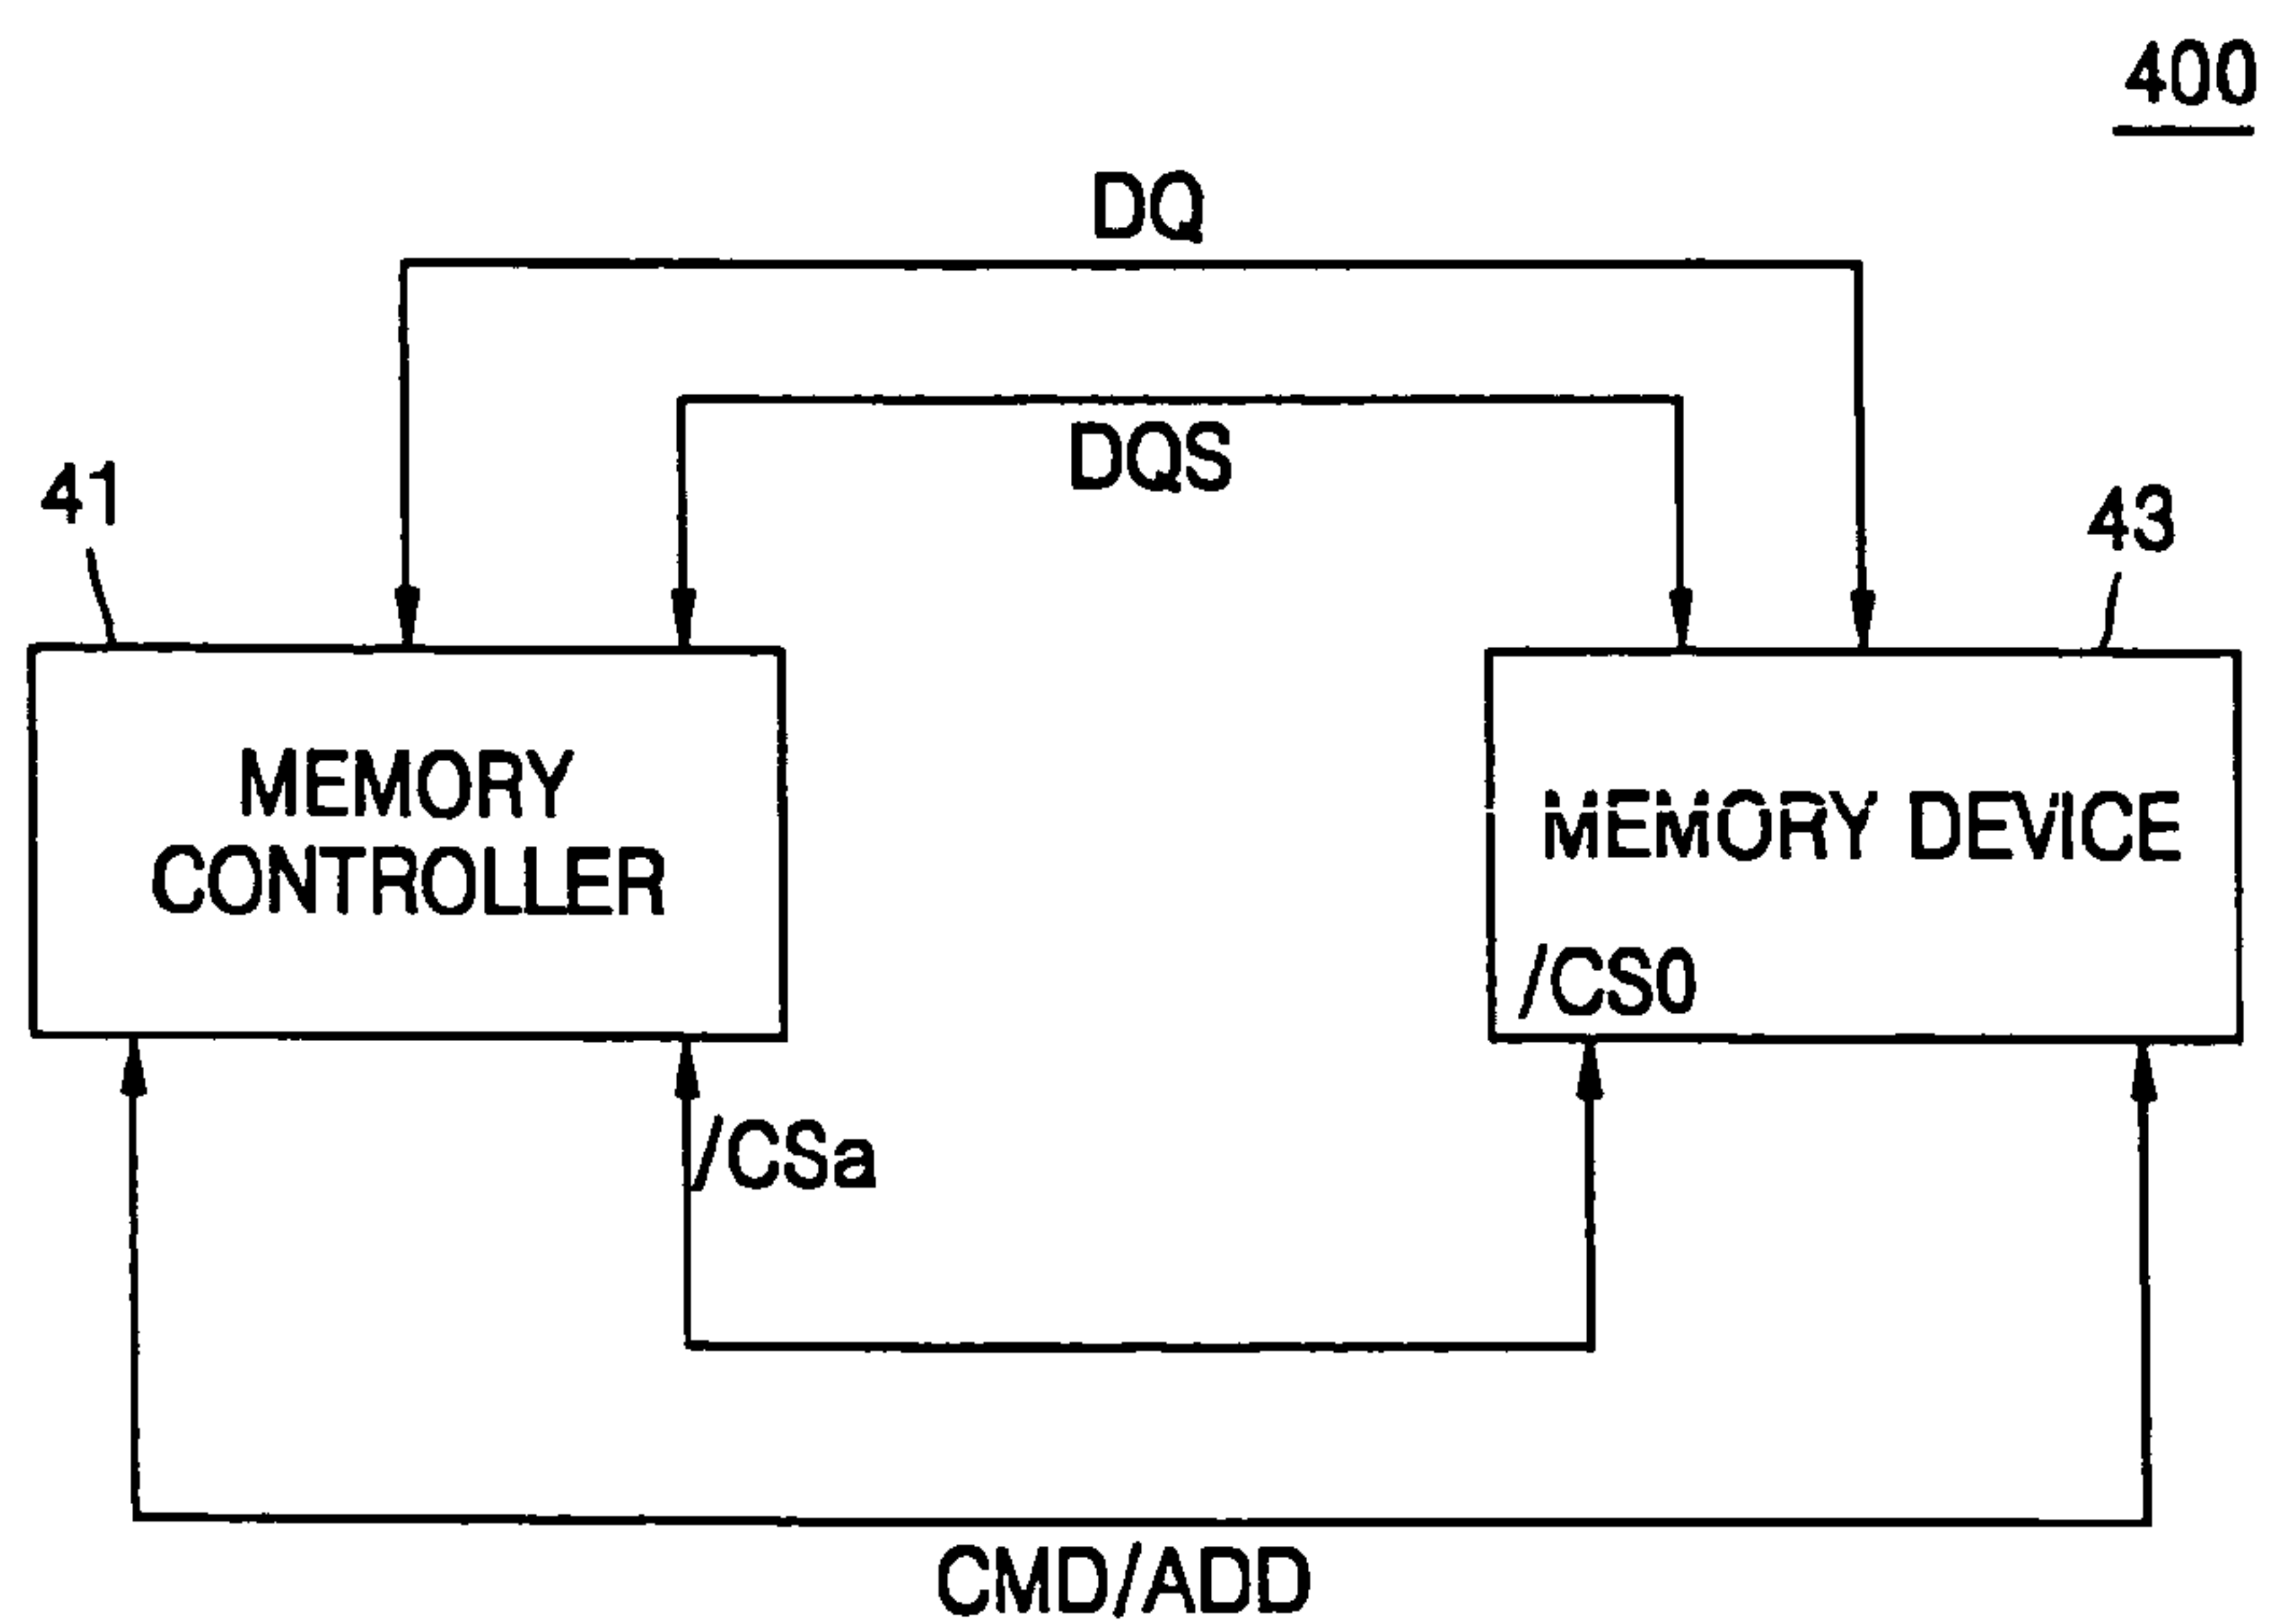 400
DQ
DQS
41
43
MEMORY
CONTROLLER
MEMORY DEVICE
/CS0
/CSa
CMD/ADD